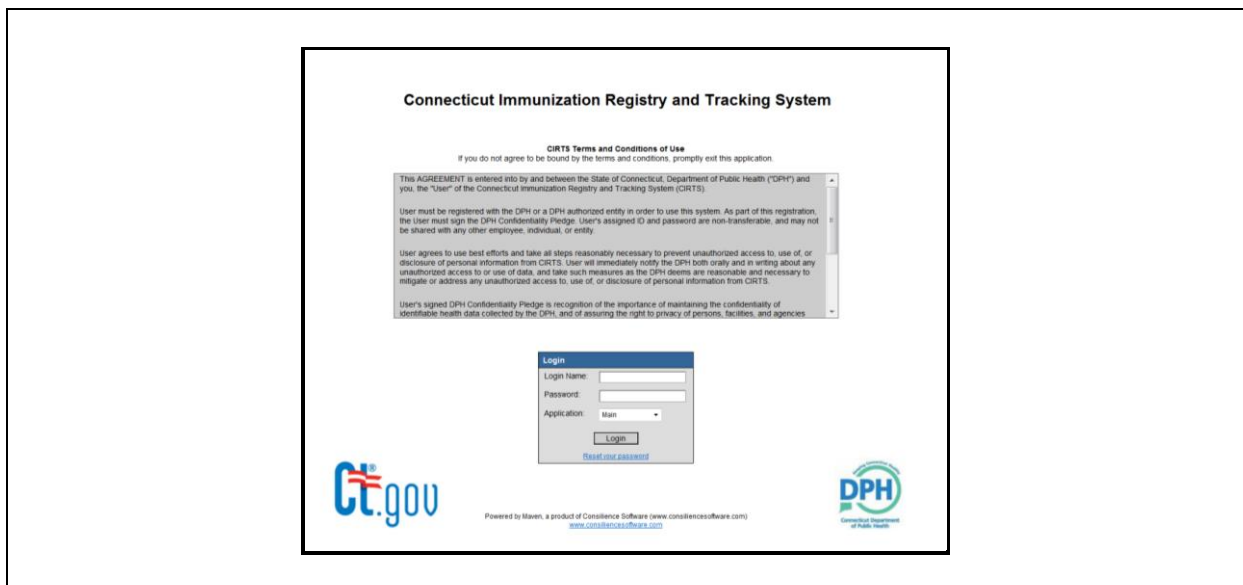 Connecticut Immunization Registry and Tracking System
CIRTS Terms and Conditions of Use
If you do not agree to be bound by the terms and conditions, promptly exit this application.
This AGREEMENT is entered into by and between the State of Connecticut, Department of Public Health ("DPH") and
you, the "User" of the Connecticut Immunization Registry and Tracking System (CIRTS).
User must be registered with the DPH or a DPH authorized entity in order to use this system. As part of this registration,
the User must sign the DPH Confidentiality Pledge. User's assigned ID and password are non-transferable, and may not
be shared with any other employee, individual, or entity.
User agrees to use best efforts and take all steps reasonably necessary to prevent unauthorized access to, use of, or
disclosure of personal information from CIRTS. User will immediately notify the DPH both orally and in writing about any
unauthorized access to or use of data, and take such measures as the DPH deems are reasonable and necessary to
mitigate or address any unauthorized access to, use of, or disclosure of personal information from CIRTS.
User's signed DPH Confidentiality Pledge is recognition of the importance of maintaining the confidentiality of
identifiable health data collected by the DPH, and of assuring the right to privacy of persons, facilities, and agencies
Login
Login Name:
Password:
Application: Main
Login
Reset your password
Ct.gov®
DPH
Connecticut Department
of Public Health
Powered by Maven, a product of Consilience Software (www.consiliencesoftware.com)
www.consiliencesoftware.com